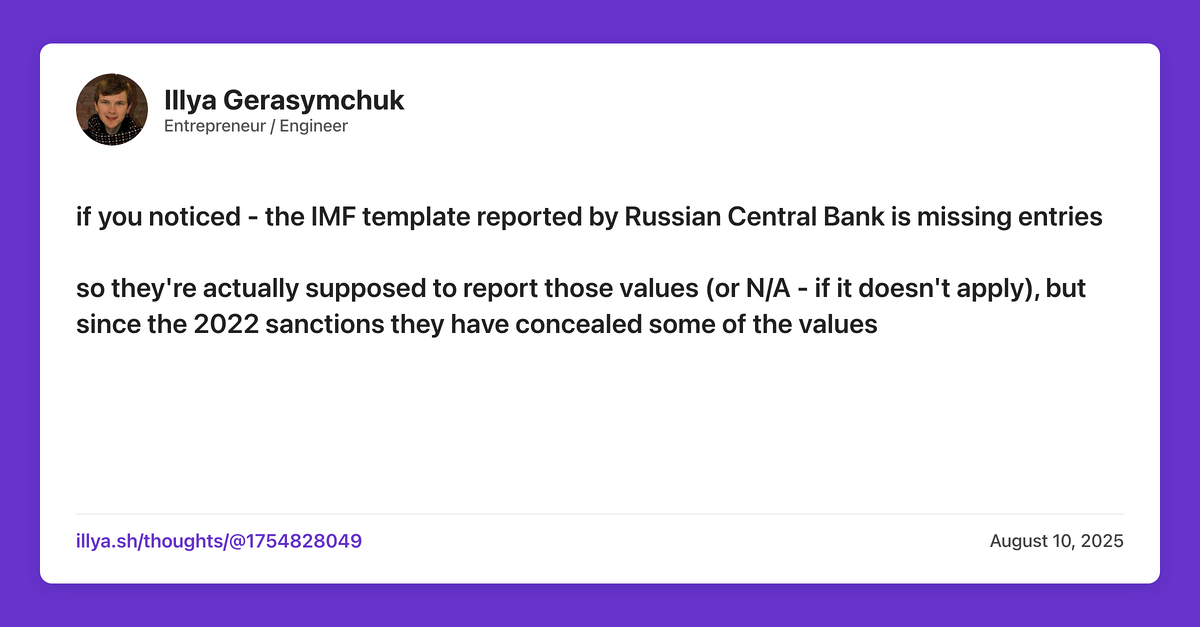 Illya Gerasymchuk
Entrepreneur / Engineer
if you noticed - the IMF template reported by Russian Central Bank is missing entries
so they're actually supposed to report those values (or N/A - if it doesn't apply), but
since the 2022 sanctions they have concealed some of the values
illya.sh/thoughts/@1754828049
August 10, 2025